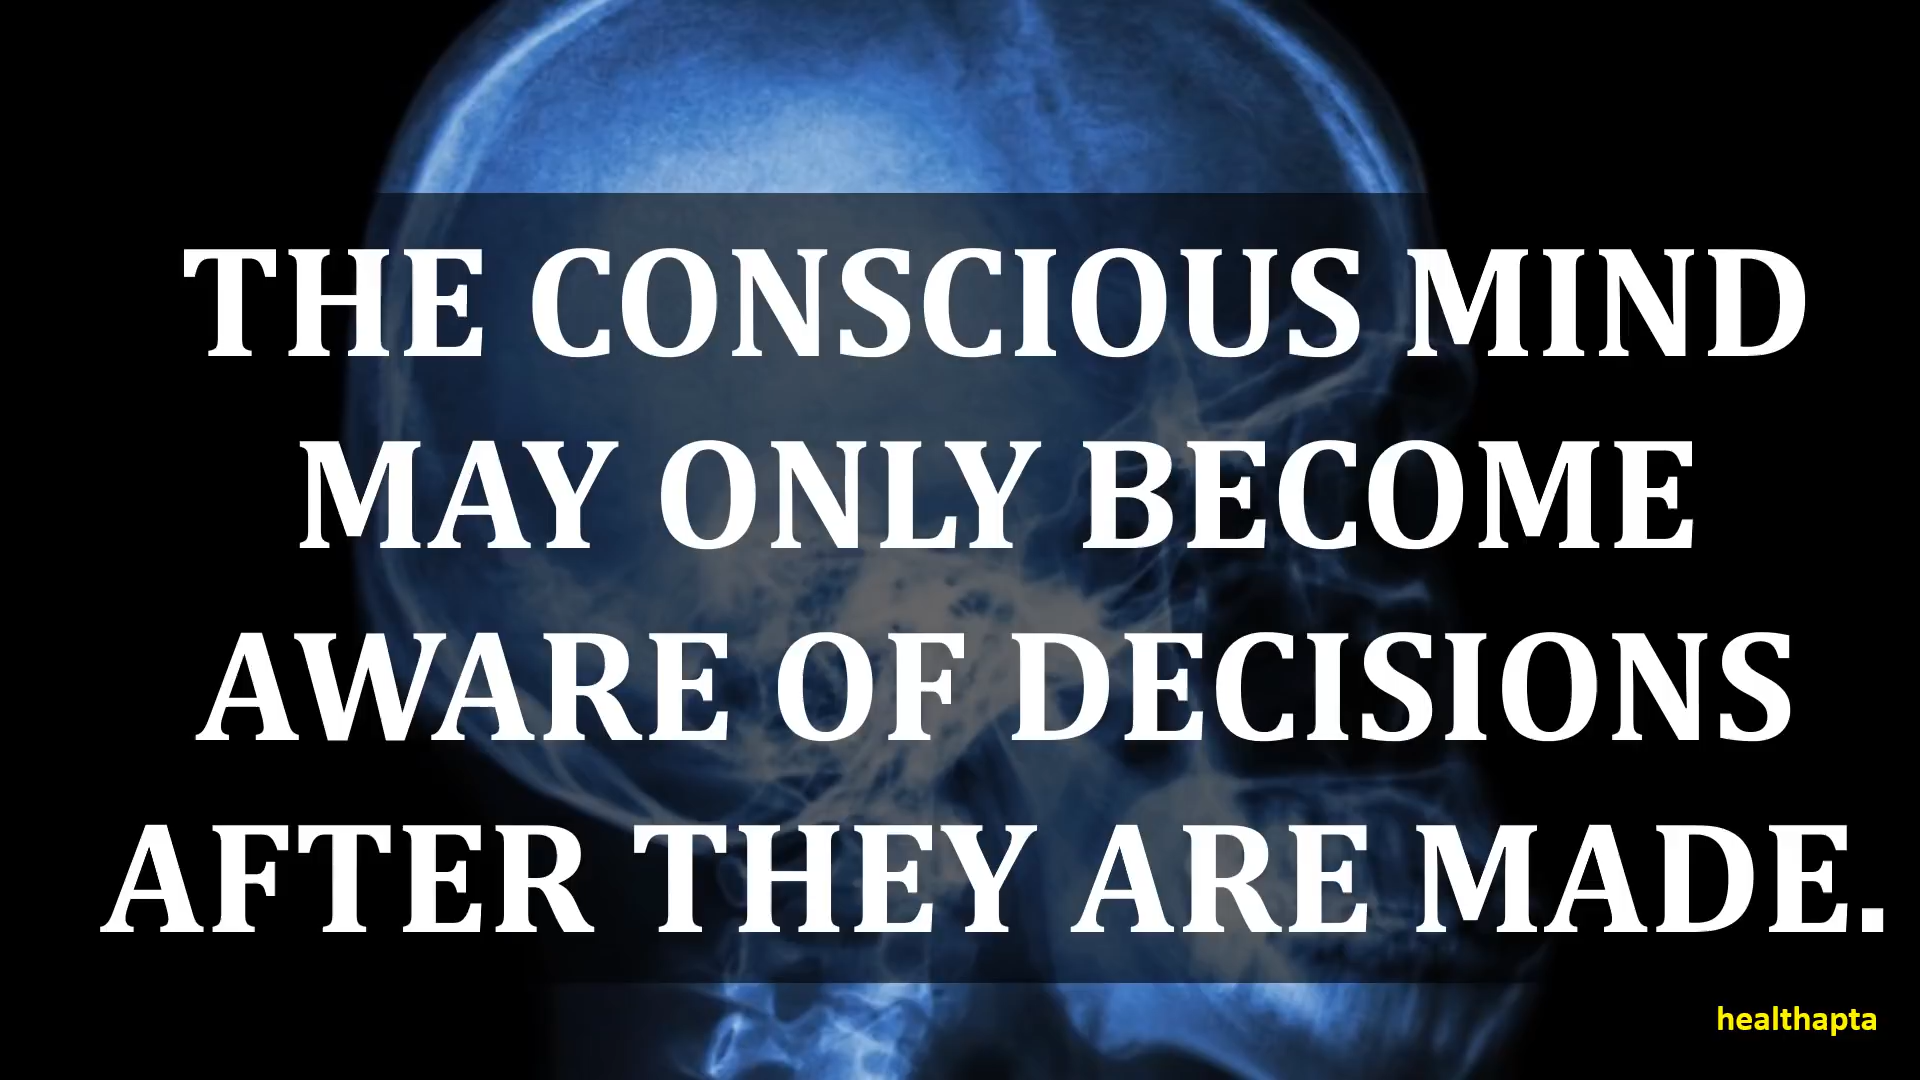 THE CONSCIOUS MIND
MAY ONLY BECOME
AWARE OF DECISIONS
AFTER THEY ARE MADE.
healthapta